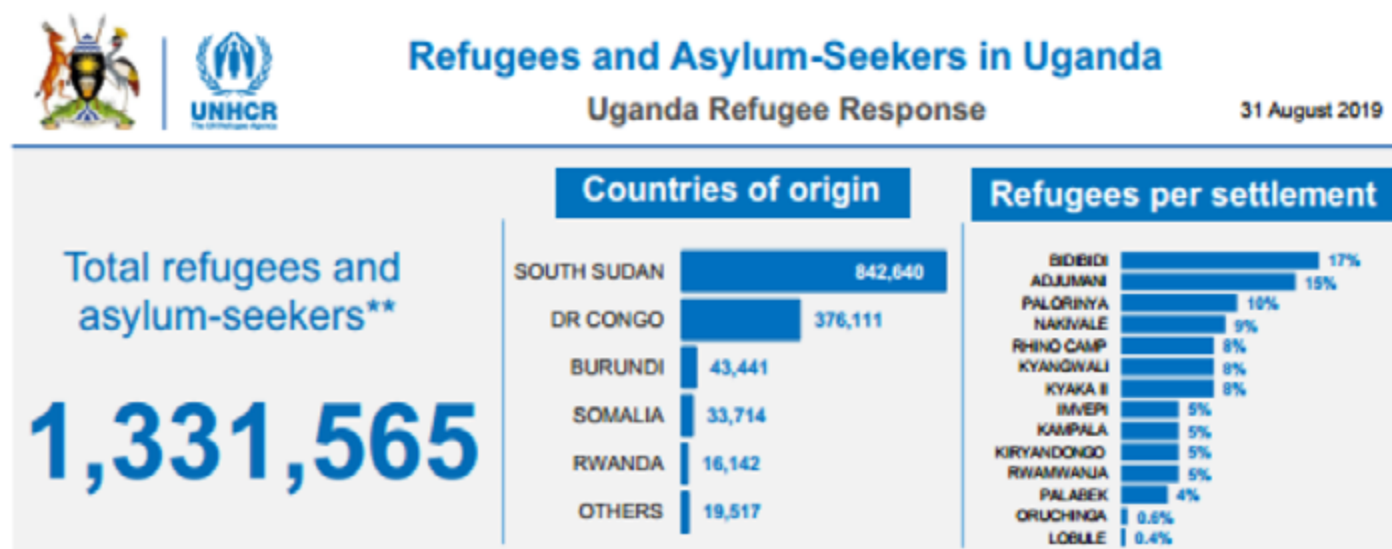 Refugees and Asylum-Seekers in Uganda
UNHCR
The UN Refugee Agency
Uganda Refugee Response
31 August 2019
Total refugees and
asylum-seekers**
1,331,565
Countries of origin
SOUTH SUDAN 842,640
DR CONGO 376,111
BURUNDI 43,441
SOMALIA 33,714
RWANDA 16,142
OTHERS 19,517
Refugees per settlement
BIDIBIDI 17%
ADJUMANI 15%
PALORINYA 10%
NAKIVALE 9%
RHINO CAMP 8%
KYANGWALI 8%
KYAKA II 8%
IMVEPI 5%
KAMPALA 5%
KIRYANDONGO 5%
RWAMWANJA 5%
PALABEK 4%
ORUCHINGA 0.6%
LOBULE 0.4%